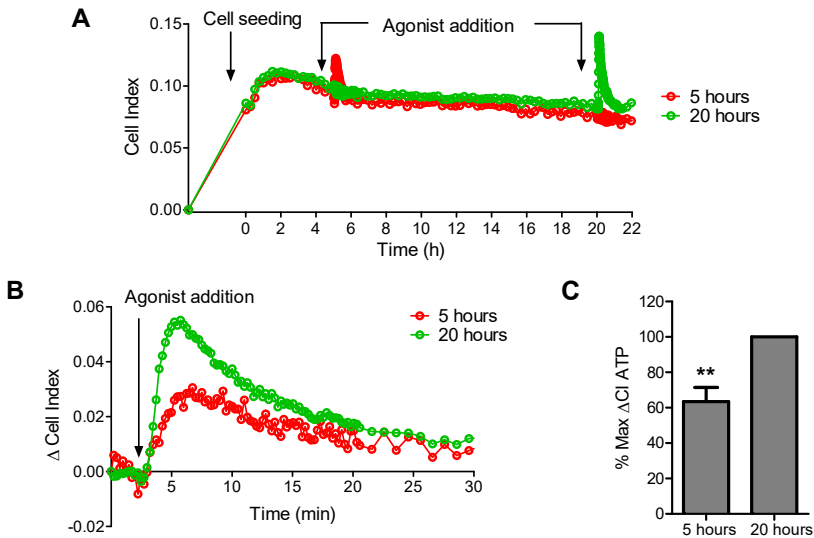 A
Cell seeding
Agonist addition
0.15
0.10
0.05
0.00
Cell Index
0 2 4 6 8 10 12 14 16 18 20 22
Time (h)
5 hours
20 hours
B
Agonist addition
0.06
0.04
0.02
0.00
-0.02
Δ Cell Index
5 10 15 20 25 30
Time (min)
5 hours
20 hours
C
120
100
80
60
40
20
0
% Max ΔCI ATP
**
5 hours 20 hours